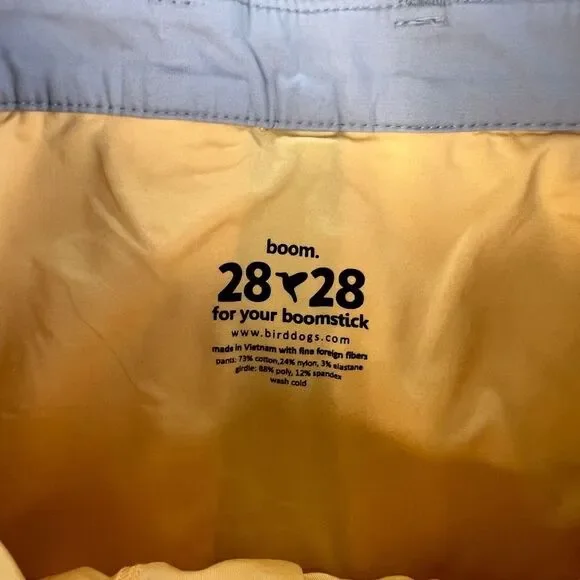 boom.
28 28
for your boomstick
www.birddogs.com
made in Vietnam with fine foreign fibers
pants: 73% cotton,24% nylon, 3% elastane
girdle: 88% poly, 12% spandex
wash cold